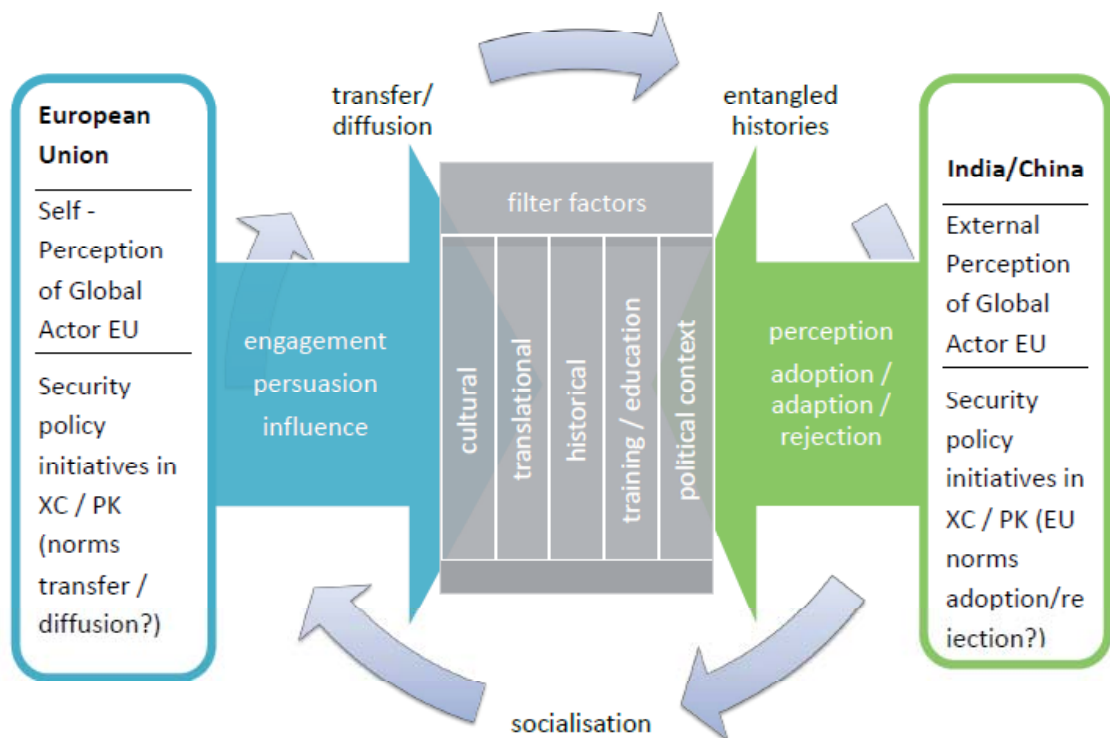 transfer/
diffusion
entangled
histories
European
Union
Self -
Perception
of Global
Actor EU
Security
policy
initiatives in
XC / PK
(norms
transfer /
diffusion?)
engagement
persuasion
influence
filter factors
cultural
translational
historical
training / education
political context
perception
adoption /
adaption /
rejection
India/China
External
Perception
of Global
Actor EU
Security
policy
initiatives in
XC / PK (EU
norms
adoption/re
jection?)
socialisation